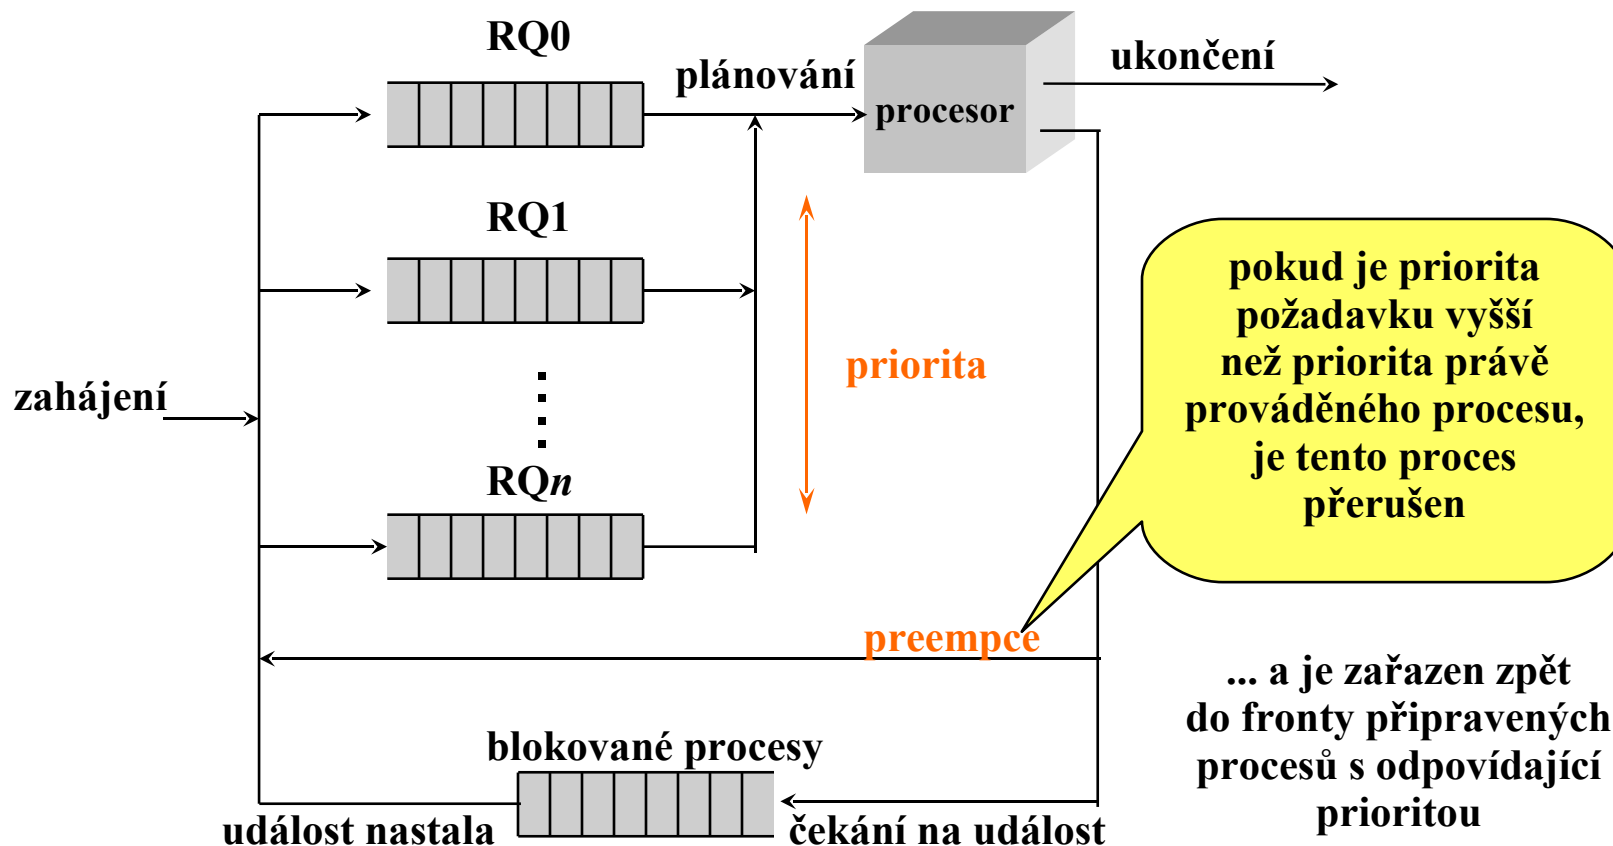 RQ0
plánování
procesor
ukončení
RQ1
priorita
zahájení
RQn
pokud je priorita
požadavku vyšší
než priorita právě
prováděného procesu,
je tento proces
přerušen
preempce
... a je zařazen zpět
do fronty připravených
procesů s odpovídající
prioritou
blokované procesy
událost nastala
čekání na událost